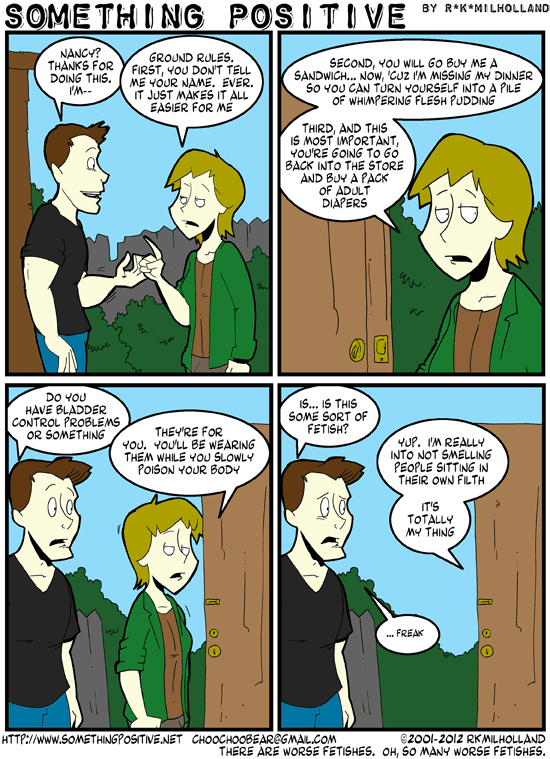 SOMETHING POSITIVE BY R*K*MILHOLLAND
NANCY?
THANKS FOR
DOING THIS.
I'M--
GROUND RULES.
FIRST, YOU DON'T TELL
ME YOUR NAME. EVER.
IT JUST MAKES IT ALL
EASIER FOR ME
SECOND, YOU WILL GO BUY ME A
SANDWICH... NOW, 'CUZ I'M MISSING MY DINNER
SO YOU CAN TURN YOURSELF INTO A PILE
OF WHIMPERING FLESH PUDDING
THIRD, AND THIS
IS MOST IMPORTANT,
YOU'RE GOING TO GO
BACK INTO THE STORE
AND BUY A PACK
OF ADULT
DIAPERS
DO YOU
HAVE BLADDER
CONTROL PROBLEMS
OR SOMETHING
THEY'RE FOR
YOU. YOU'LL BE WEARING
THEM WHILE YOU SLOWLY
POISON YOUR BODY
IS... IS THIS
SOME SORT OF
FETISH?
YUP. I'M REALLY
INTO NOT SMELLING
PEOPLE SITTING IN
THEIR OWN FILTH
IT'S
TOTALLY
MY THING
... FREAK
HTTP://WWW.SOMETHINGPOSITIVE.NET CHOOCHOOBEAR@GMAIL.COM ©2001-2012 RKMILHOLLAND
THERE ARE WORSE FETISHES. OH, SO MANY WORSE FETISHES.